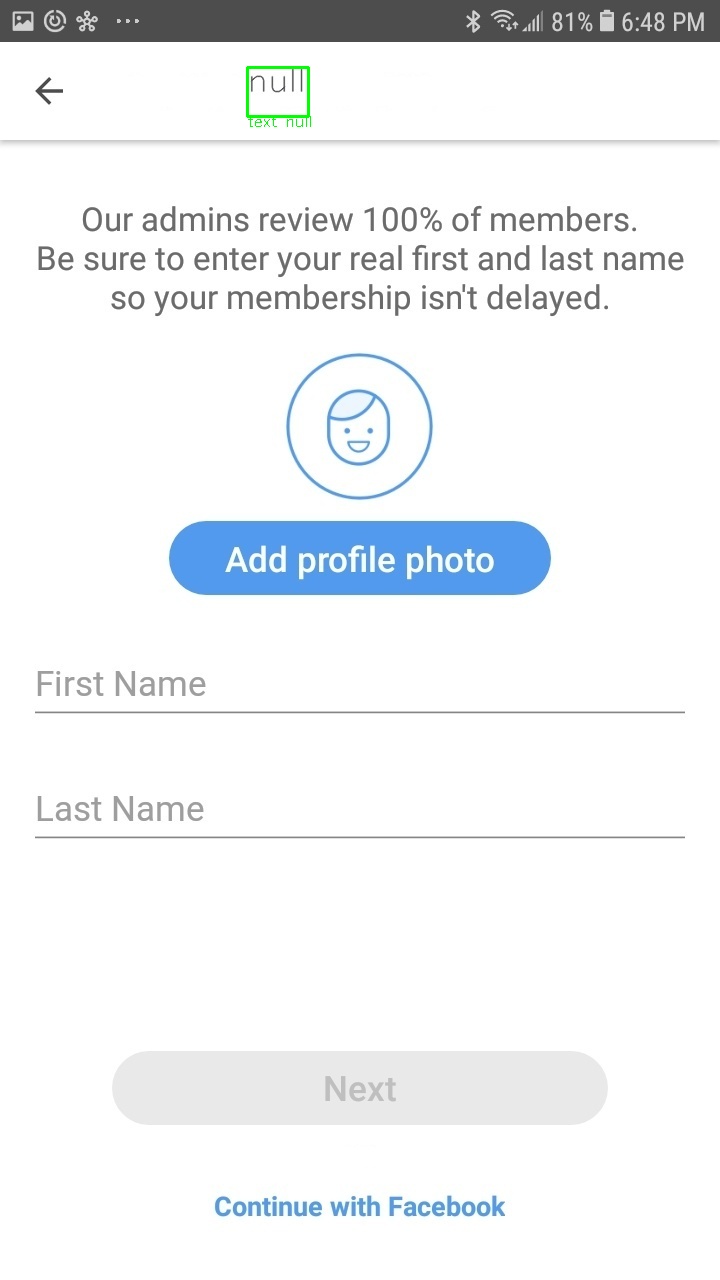 81% 6:48 PM
null
text null
Our admins review 100% of members.
Be sure to enter your real first and last name
so your membership isn't delayed.
Add profile photo
First Name
Last Name
Next
Continue with Facebook